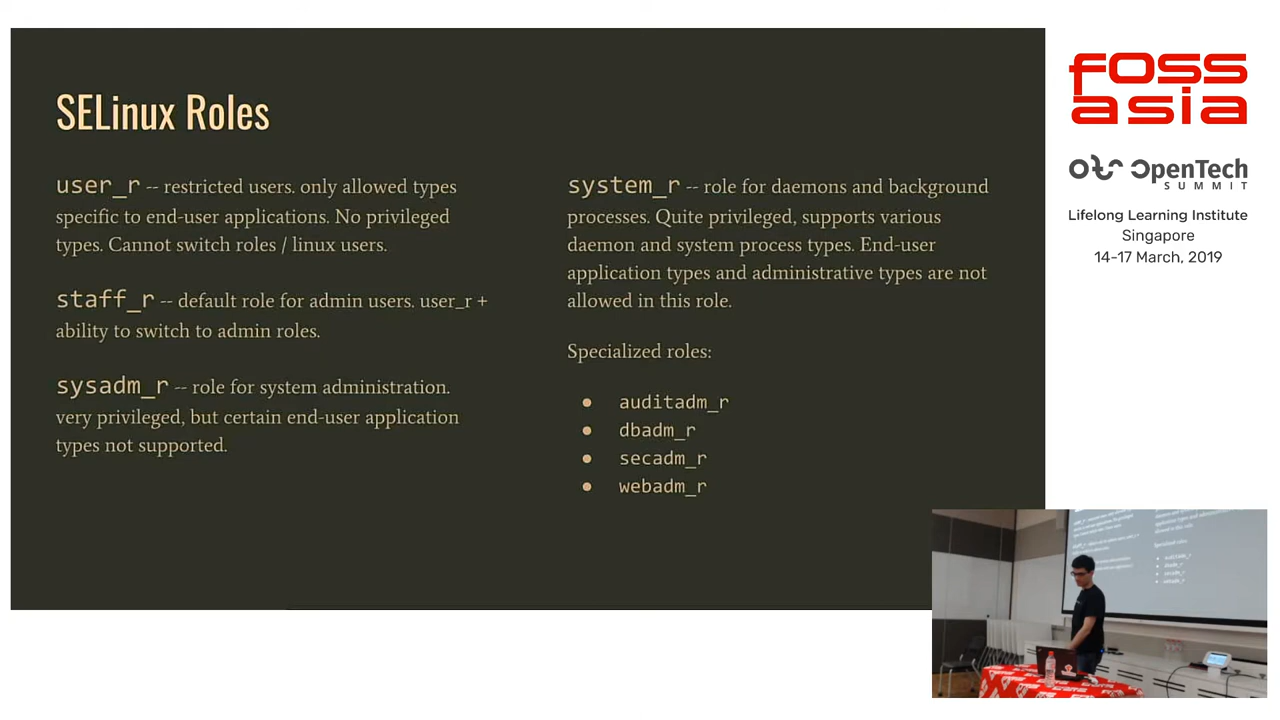 SELinux Roles
user_r -- restricted users. only allowed types
specific to end-user applications. No privileged
types. Cannot switch roles / linux users.
staff_r -- default role for admin users. user_r +
ability to switch to admin roles.
sysadm_r -- role for system administration.
very privileged, but certain end-user application
types not supported.
system_r -- role for daemons and background
processes. Quite privileged, supports various
daemon and system process types. End-user
application types and administrative types are not
allowed in this role.
Specialized roles:
● auditadm_r
● dbadm_r
● secadm_r
● webadm_r
FOSS
asia
OpenTech
SUMMIT
Lifelong Learning Institute
Singapore
14-17 March, 2019